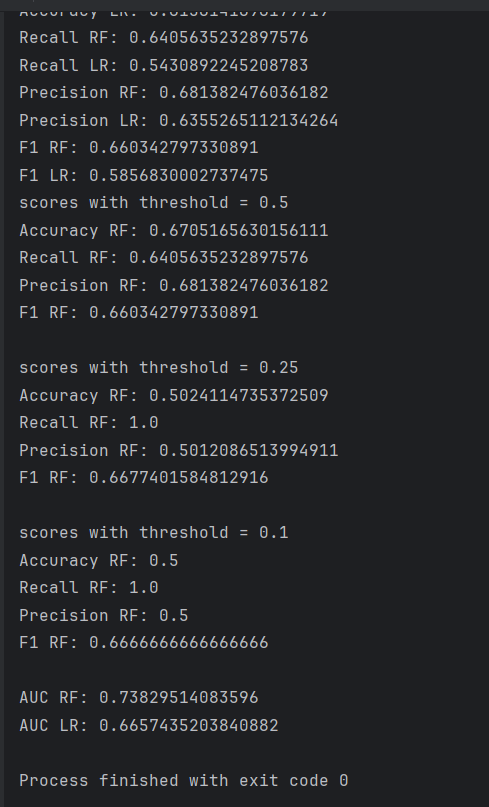 Recall RF: 0.6405635232897576
Recall LR: 0.5430892245208783
Precision RF: 0.681382476036182
Precision LR: 0.6355265112134264
F1 RF: 0.660342797330891
F1 LR: 0.5856830002737475
scores with threshold = 0.5
Accuracy RF: 0.6705165630156111
Recall RF: 0.6405635232897576
Precision RF: 0.681382476036182
F1 RF: 0.660342797330891
scores with threshold = 0.25
Accuracy RF: 0.5024114735372509
Recall RF: 1.0
Precision RF: 0.5012086513994911
F1 RF: 0.6677401584812916
scores with threshold = 0.1
Accuracy RF: 0.5
Recall RF: 1.0
Precision RF: 0.5
F1 RF: 0.6666666666666666
AUC RF: 0.73829514083596
AUC LR: 0.6657435203840882
Process finished with exit code 0